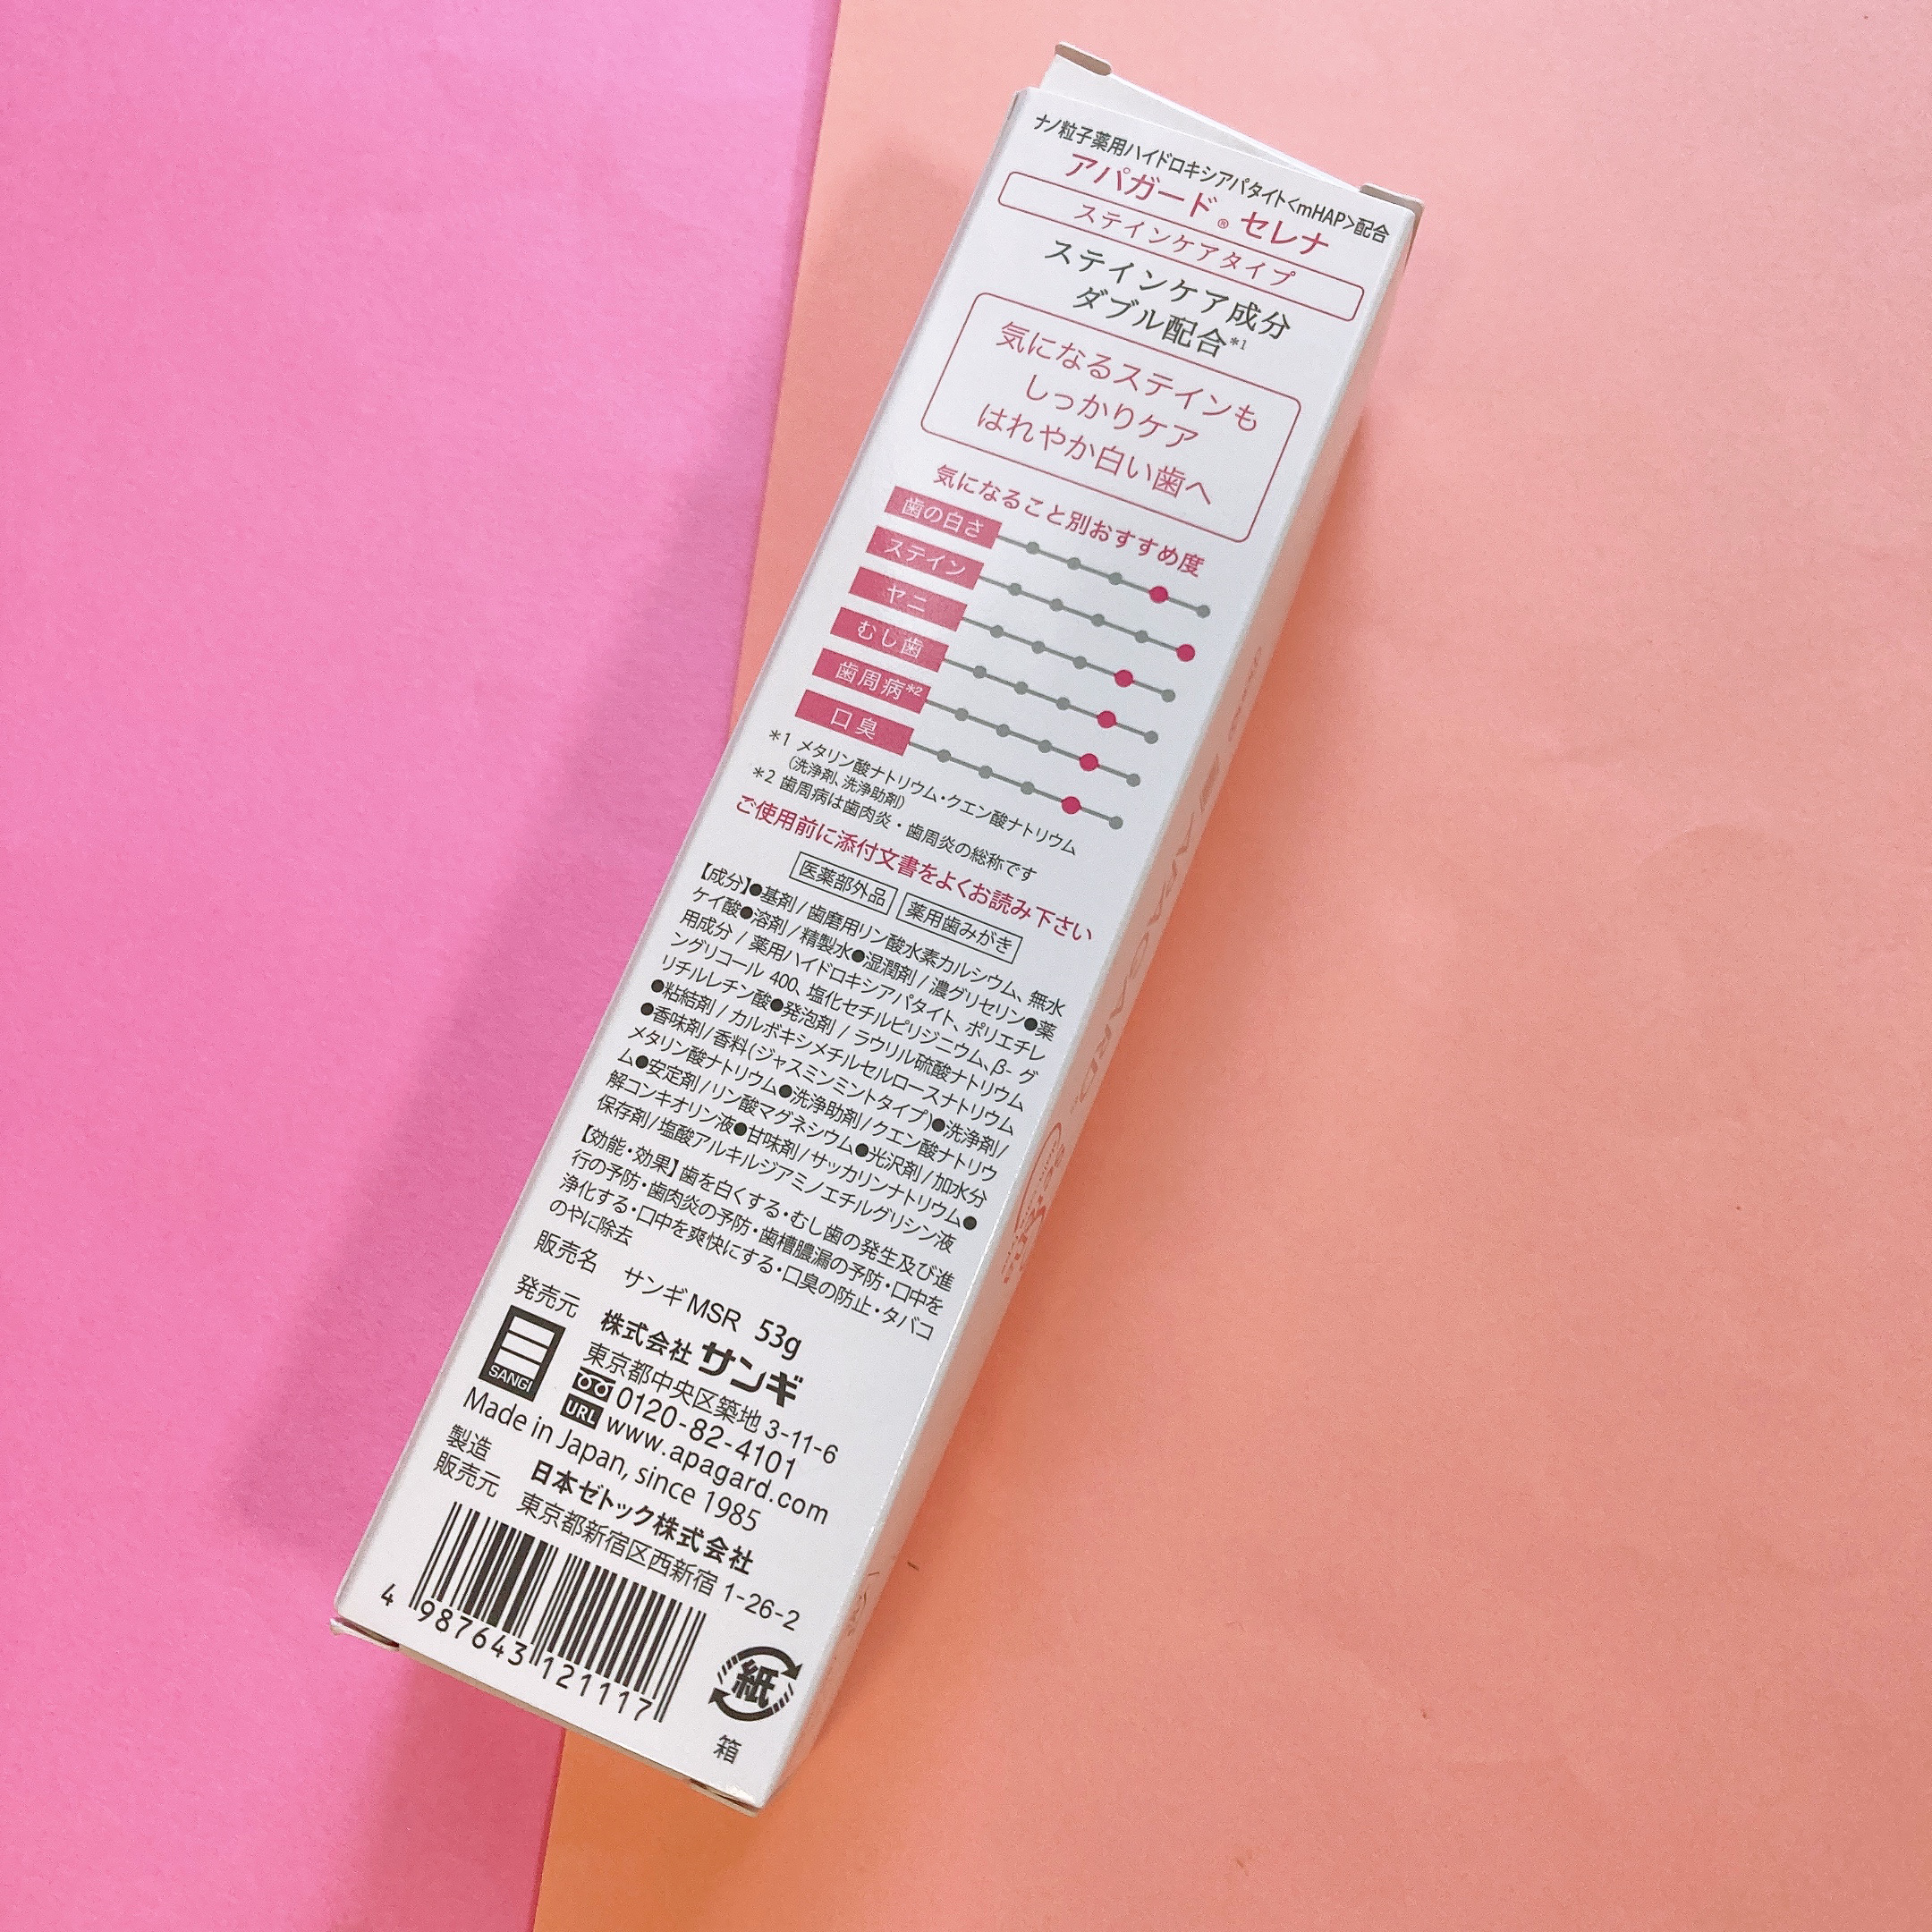 ナノ粒子薬用ハイドロキシアパタイト<mHAP>配合
アパガード® セレナ
ステインケアタイプ
ステインケア成分
ダブル配合*1
気になるステインも
しっかりケア
はれやか白い歯へ
気になること別おすすめ度
歯の白さ
ステイン
ヤニ
むし歯
歯周病*2
口臭
*1 メタリン酸ナトリウム・クエン酸ナトリウム
(洗浄剤、洗浄助剤)
*2 歯周病は歯肉炎・歯周炎の総称です
ご使用前に添付文書をよくお読み下さい
医薬部外品 薬用歯みがき
【成分】●基剤/歯磨用リン酸水素カルシウム、無水
ケイ酸●溶剤/精製水●湿潤剤/濃グリセリン●薬
用成分/薬用ハイドロキシアパタイト、ポリエチレ
ングリコール 400、塩化セチルピリジニウム、β-グ
リチルレチン酸●発泡剤/ラウリル硫酸ナトリウム
●粘結剤/カルボキシメチルセルロースナトリウム
●香味剤/香料(ジャスミンミントタイプ)●洗浄剤/
メタリン酸ナトリウム●洗浄助剤/クエン酸ナトリウ
ム●安定剤/リン酸マグネシウム●光沢剤/加水分
解コンキオリン液●甘味剤/サッカリンナトリウム●
保存剤/塩酸アルキルジアミノエチルグリシン液
【効能・効果】歯を白くする・むし歯の発生及び進
行の予防・歯肉炎の予防・歯槽膿漏の予防・口中を
浄化する・口中を爽快にする・口臭の防止・タバコ
のやに除去
販売名 サンギMSR 53g
発売元 株式会社 サンギ
SANGI
東京都中央区築地 3-11-6
0120-82-4101
URL www.apagard.com
Made in Japan, since 1985
製造
販売元
日本ゼトック株式会社
東京都新宿区西新宿 1-26-2
4 987643 121117
紙
箱
APAGARD